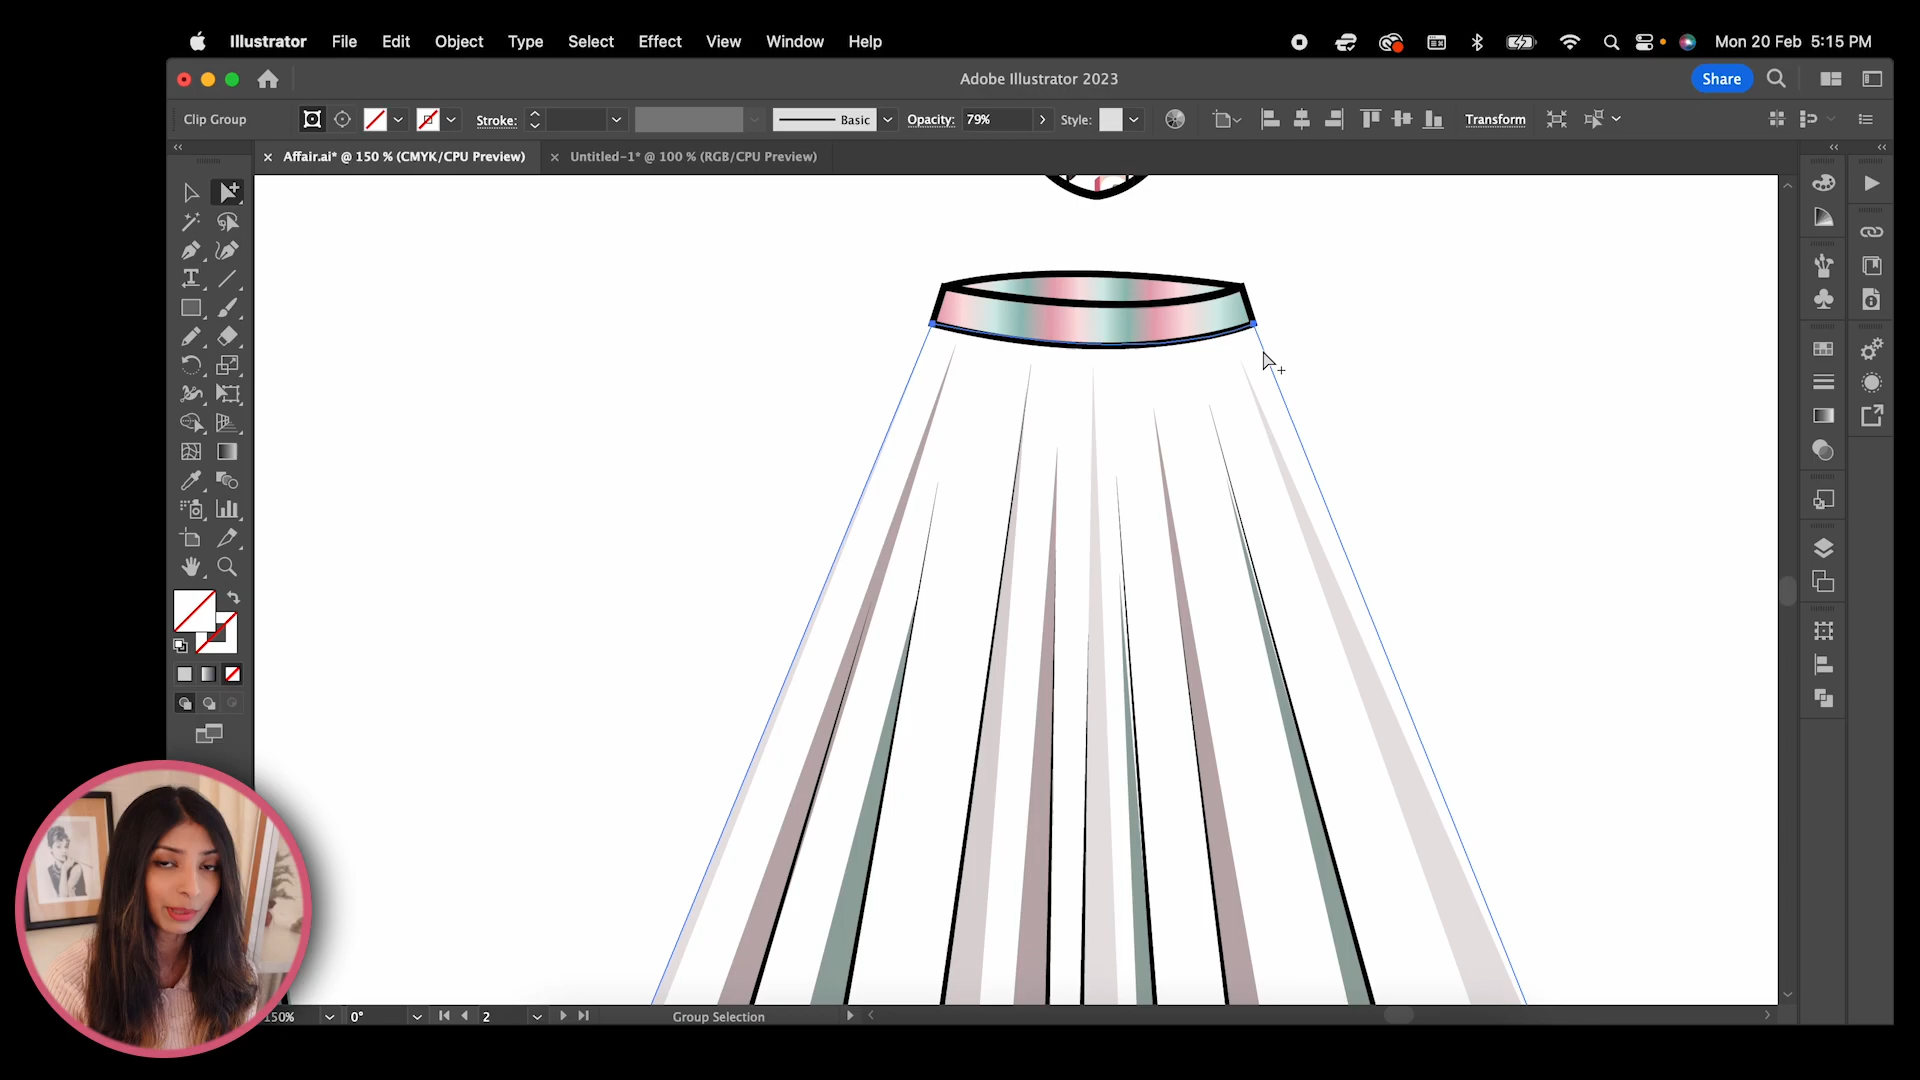 Illustrator File Edit Object Type Select Effect View Window Help Mon 20 Feb 5:15 PM
Adobe Illustrator 2023
Share
Clip Group Stroke: Basic Opacity: 79% Style: Transform
Affair.ai* @ 150 % (CMYK/CPU Preview) Untitled-1* @ 100 % (RGB/CPU Preview)
150% 0° 2 Group Selection